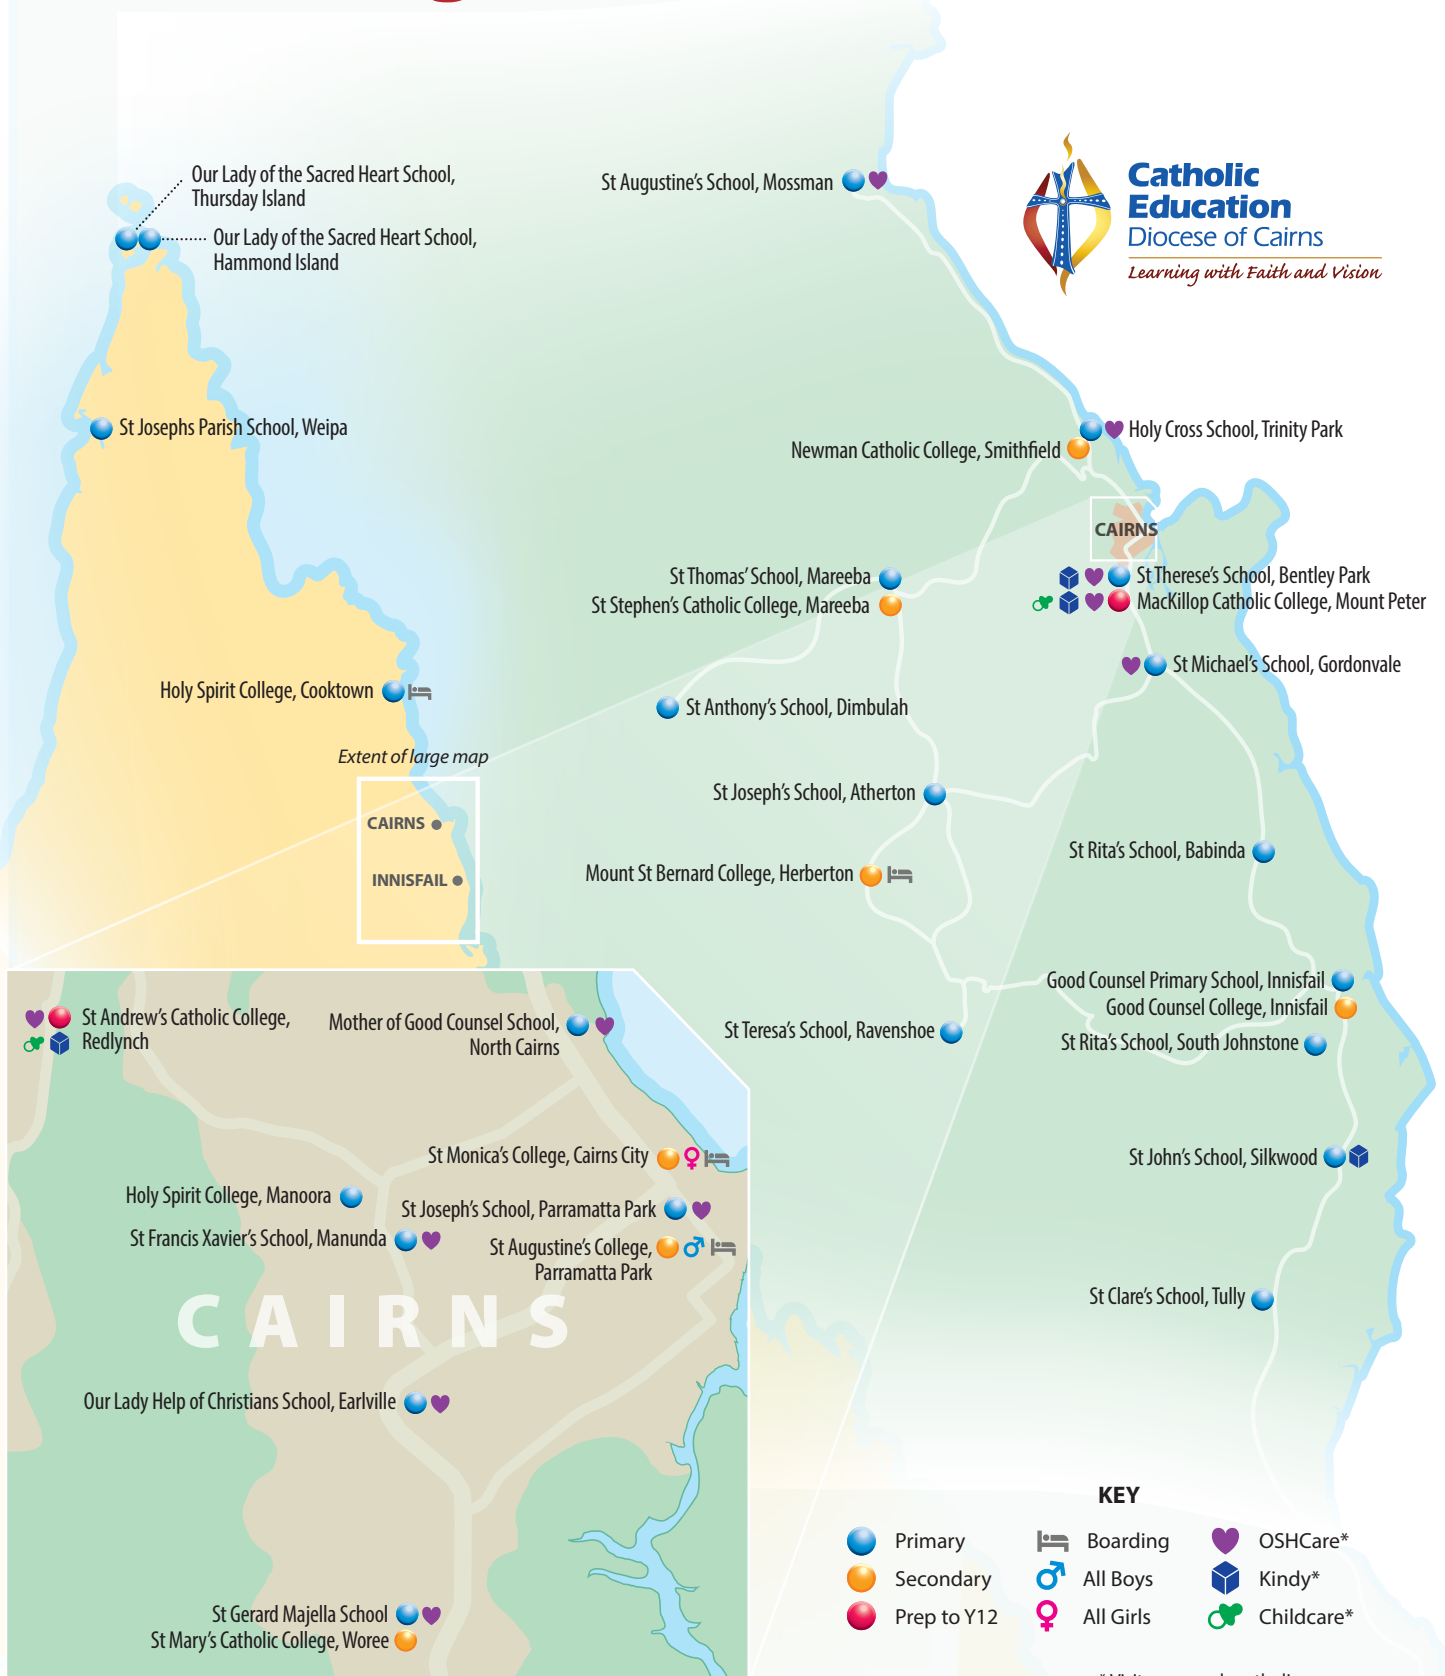 Our Lady of the Sacred Heart School,
Thursday Island
Our Lady of the Sacred Heart School,
Hammond Island
St Augustine's School, Mossman
Catholic
Education
Diocese of Cairns
Learning with Faith and Vision
St Josephs Parish School, Weipa
Holy Cross School, Trinity Park
Newman Catholic College, Smithfield
CAIRNS
St Thomas' School, Mareeba
St Therese's School, Bentley Park
St Stephen's Catholic College, Mareeba
MacKillop Catholic College, Mount Peter
St Michael's School, Gordonvale
Holy Spirit College, Cooktown
St Anthony's School, Dimbulah
Extent of large map
St Joseph's School, Atherton
CAIRNS
INNISFAIL
St Rita's School, Babinda
Mount St Bernard College, Herberton
Good Counsel Primary School, Innisfail
Good Counsel College, Innisfail
St Teresa's School, Ravenshoe
St Rita's School, South Johnstone
St Andrew's Catholic College,
Redlynch
Mother of Good Counsel School,
North Cairns
St Monica's College, Cairns City
St John's School, Silkwood
Holy Spirit College, Manoora
St Joseph's School, Parramatta Park
St Francis Xavier's School, Manunda
St Augustine's College,
Parramatta Park
CAIRNS
St Clare's School, Tully
Our Lady Help of Christians School, Earlville
St Gerard Majella School
St Mary's Catholic College, Woree
KEY
Primary
Boarding
OSHCare*
Secondary
All Boys
Kindy*
Prep to Y12
All Girls
Childcare*